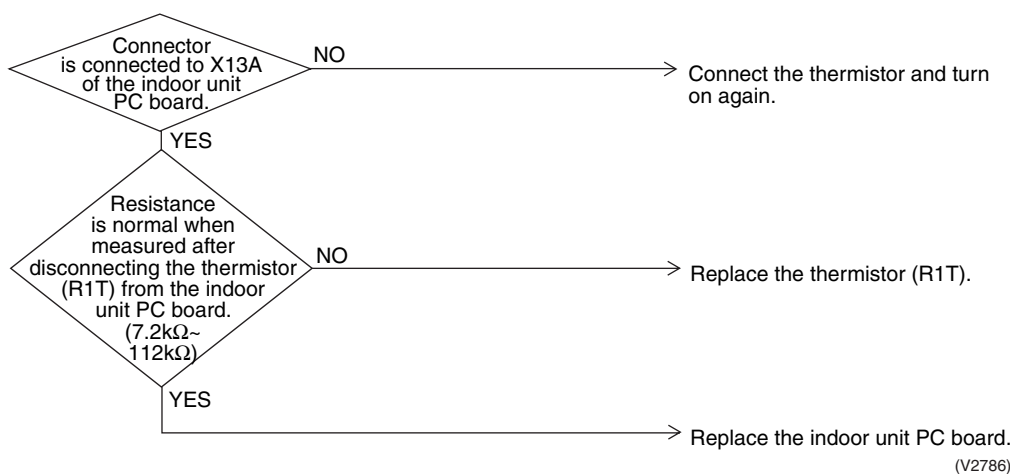 Connector
is connected to X13A
of the indoor unit
PC board.
NO
Connect the thermistor and turn
on again.
YES
Resistance
is normal when
measured after
disconnecting the thermistor
(R1T) from the indoor
unit PC board.
(7.2kΩ~
112kΩ)
NO
Replace the thermistor (R1T).
YES
Replace the indoor unit PC board.
(V2786)